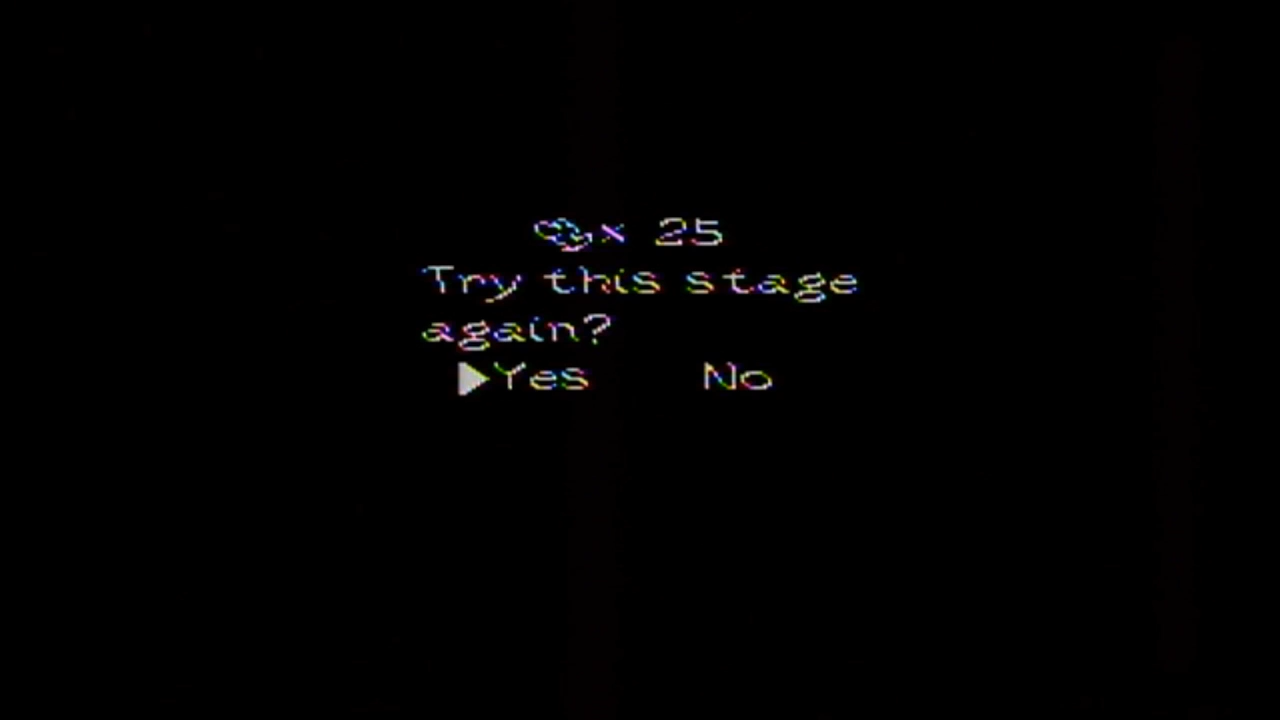 x 25
Try this stage
again?
▶Yes No